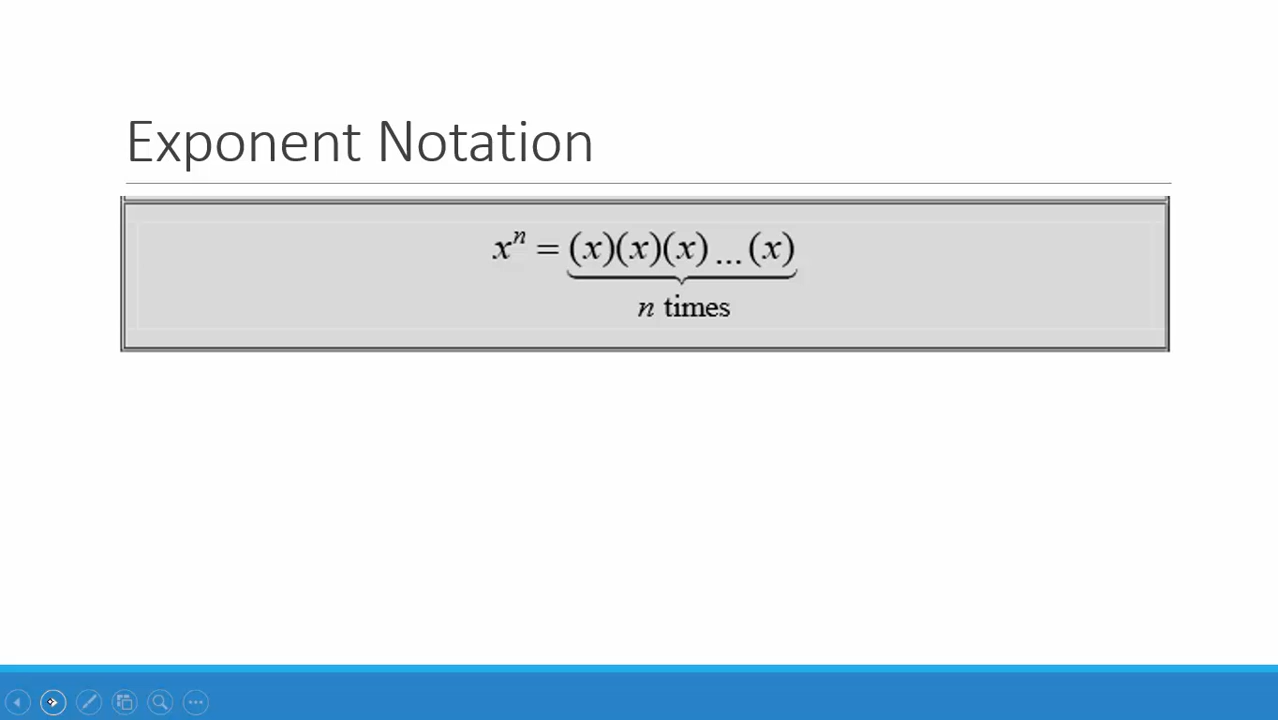 Exponent Notation
xⁿ = (x)(x)(x) ... (x)
n times